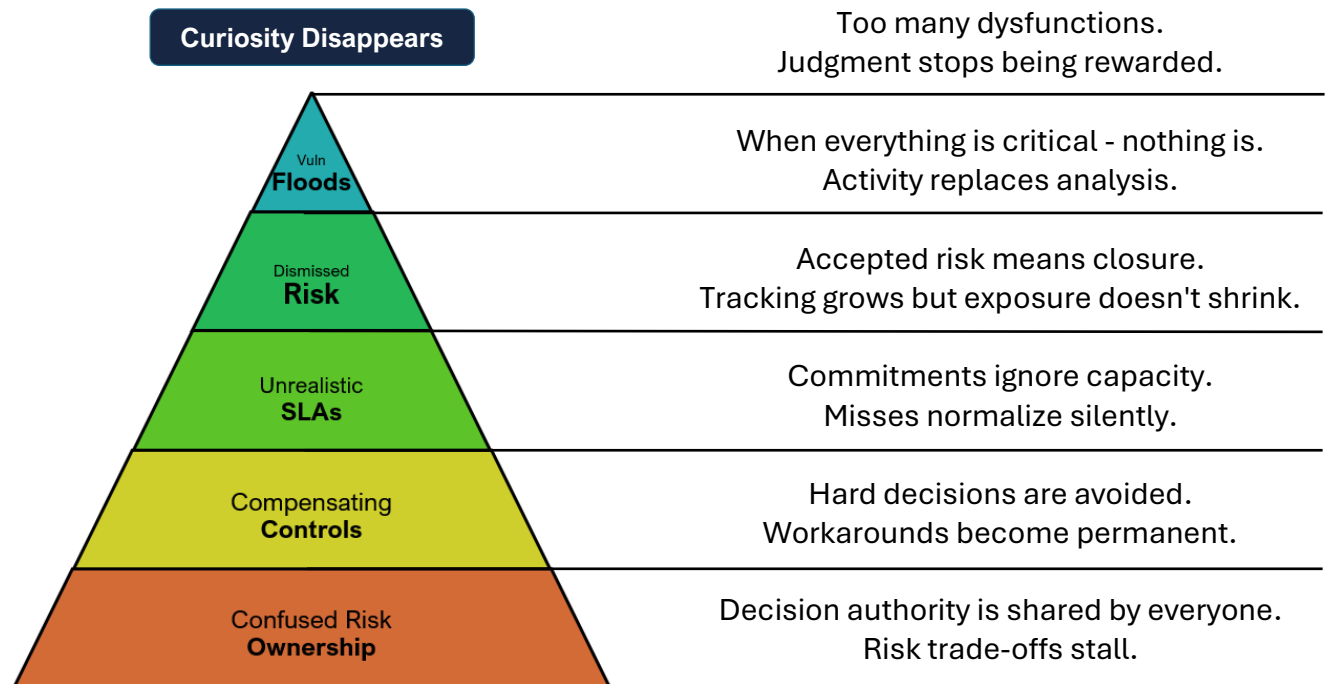 Curiosity Disappears
Too many dysfunctions.
Judgment stops being rewarded.
Vuln
Floods
When everything is critical - nothing is.
Activity replaces analysis.
Dismissed
Risk
Accepted risk means closure.
Tracking grows but exposure doesn't shrink.
Unrealistic
SLAs
Commitments ignore capacity.
Misses normalize silently.
Compensating
Controls
Hard decisions are avoided.
Workarounds become permanent.
Confused Risk
Ownership
Decision authority is shared by everyone.
Risk trade-offs stall.